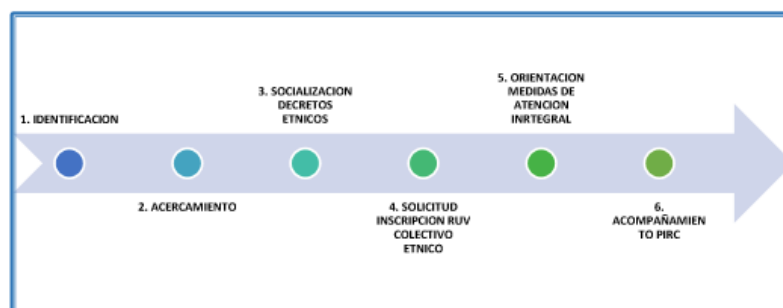 1. IDENTIFICACION
2. ACERCAMIENTO
3. SOCIALIZACION
DECRETOS
ETNICOS
4. SOLICITUD
INSCRIPCION RUV
COLECTIVO
ETNICO
5. ORIENTACION
MEDIDAS DE
ATENCION
INRTEGRAL
6.
ACOMPAÑAMIEN
TO PIRC